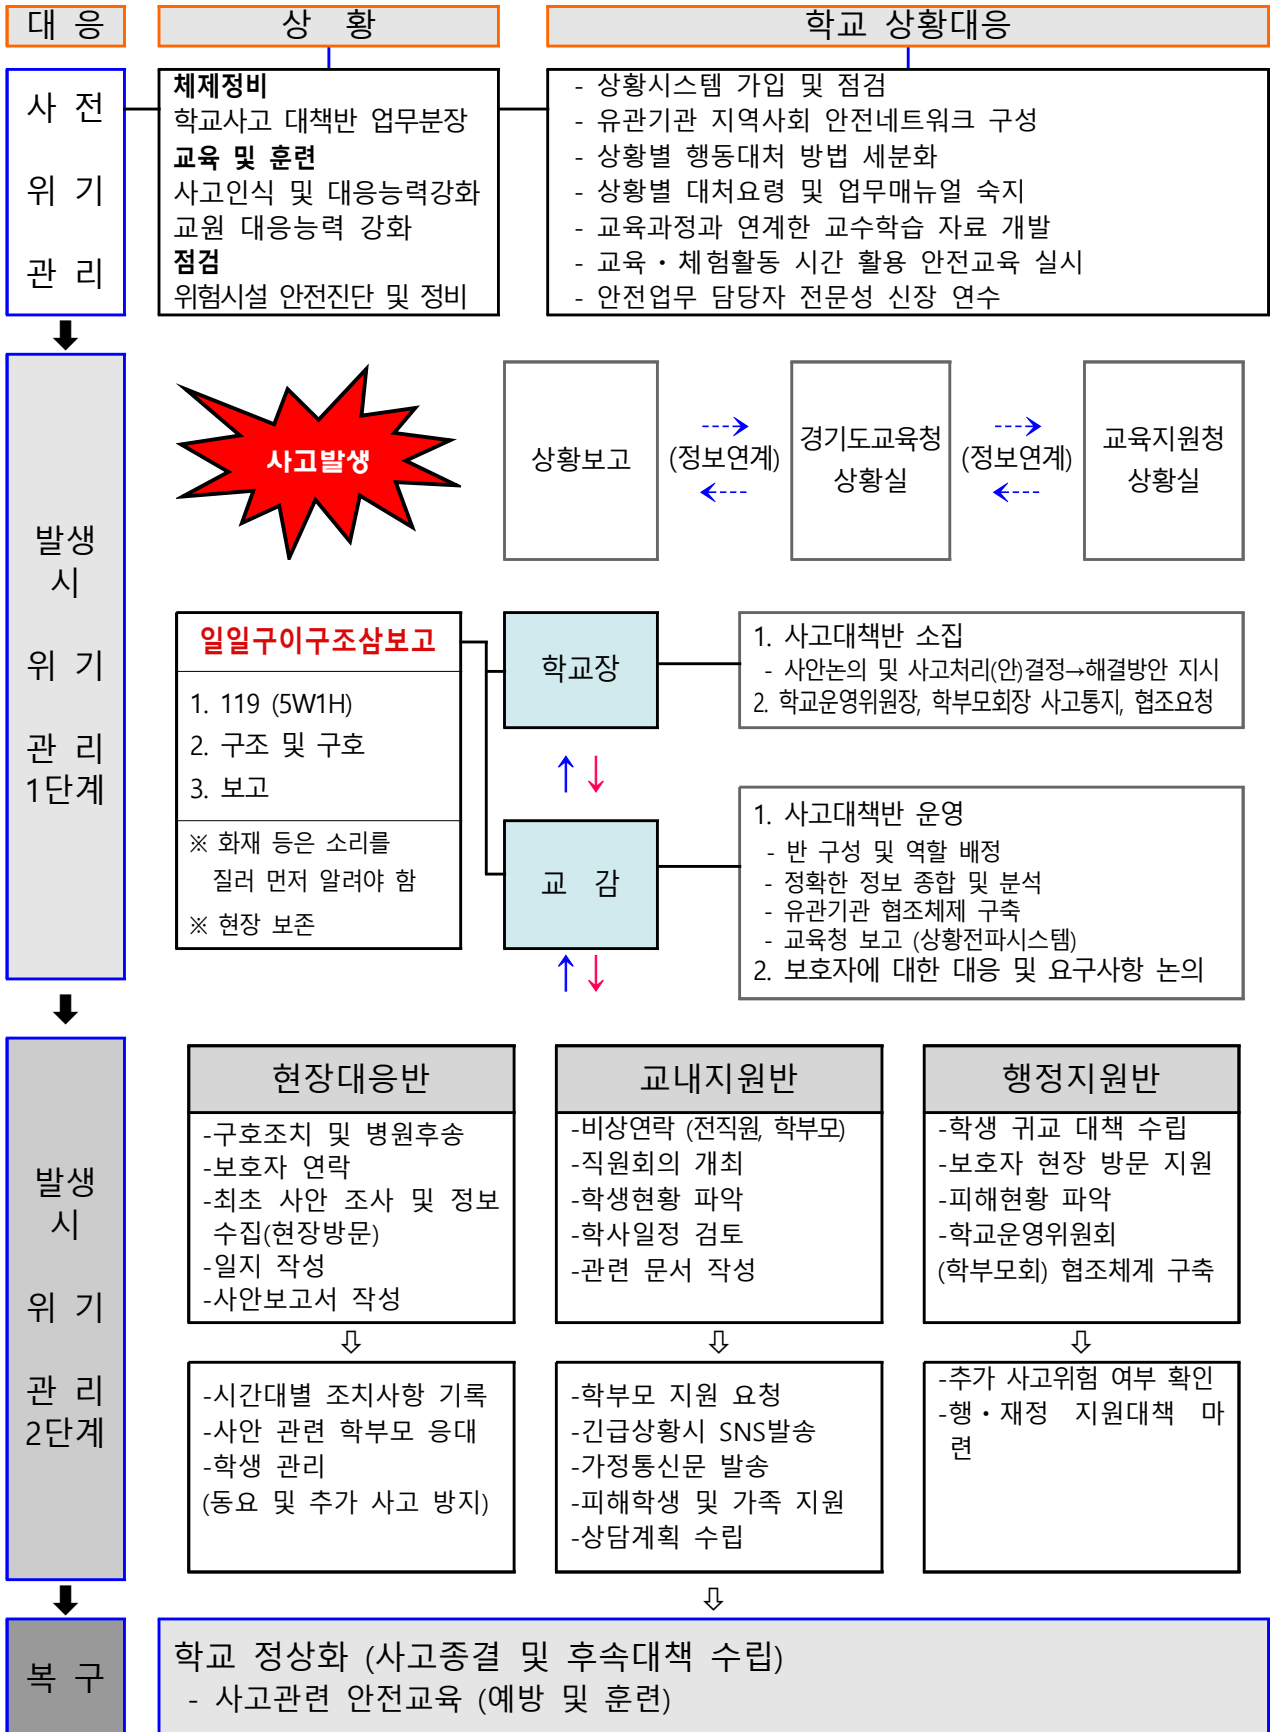 대 응
상 황
학교 상황대응
사 전
위 기
관 리
체제정비
학교사고 대책반 업무분장
교육 및 훈련
사고인식 및 대응능력강화
교원 대응능력 강화
점검
위험시설 안전진단 및 정비
- 상황시스템 가입 및 점검
- 유관기관 지역사회 안전네트워크 구성
- 상황별 행동대처 방법 세분화
- 상황별 대처요령 및 업무매뉴얼 숙지
- 교육과정과 연계한 교수학습 자료 개발
- 교육・체험활동 시간 활용 안전교육 실시
- 안전업무 담당자 전문성 신장 연수
발생
시
위 기
관 리
1단계
사고발생
상황보고
(정보연계)
경기도교육청
상황실
(정보연계)
교육지원청
상황실
일일구이구조삼보고
1. 119 (5W1H)
2. 구조 및 구호
3. 보고
※ 화재 등은 소리를
질러 먼저 알려야 함
※ 현장 보존
학교장
1. 사고대책반 소집
- 사안논의 및 사고처리(안)결정→해결방안 지시
2. 학교운영위원장, 학부모회장 사고통지, 협조요청
교 감
1. 사고대책반 운영
- 반 구성 및 역할 배정
- 정확한 정보 종합 및 분석
- 유관기관 협조체제 구축
- 교육청 보고 (상황전파시스템)
2. 보호자에 대한 대응 및 요구사항 논의
발생
시
위 기
관 리
2단계
현장대응반
-구호조치 및 병원후송
-보호자 연락
-최초 사안 조사 및 정보
수집(현장방문)
-일지 작성
-사안보고서 작성
교내지원반
-비상연락 (전직원, 학부모)
-직원회의 개최
-학생현황 파악
-학사일정 검토
-관련 문서 작성
행정지원반
-학생 귀교 대책 수립
-보호자 현장 방문 지원
-피해현황 파악
-학교운영위원회
(학부모회) 협조체계 구축
-시간대별 조치사항 기록
-사안 관련 학부모 응대
-학생 관리
(동요 및 추가 사고 방지)
-학부모 지원 요청
-긴급상황시 SNS발송
-가정통신문 발송
-피해학생 및 가족 지원
-상담계획 수립
-추가 사고위험 여부 확인
-행・재정 지원대책 마
련
복 구
학교 정상화 (사고종결 및 후속대책 수립)
- 사고관련 안전교육 (예방 및 훈련)